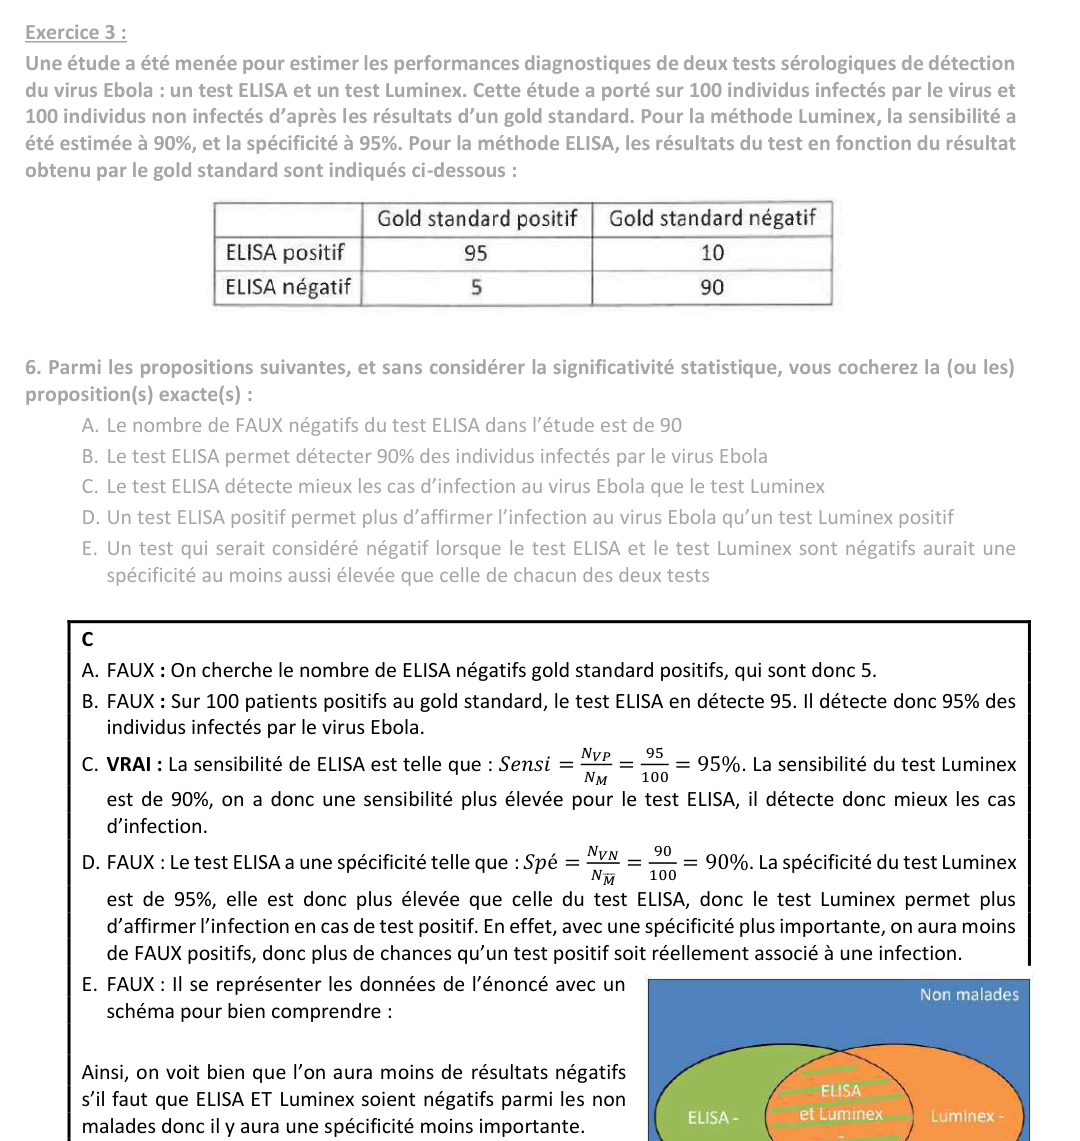 Exercice 3 :
Une étude a été menée pour estimer les performances diagnostiques de deux tests sérologiques de détection
du virus Ebola : un test ELISA et un test Luminex. Cette étude a porté sur 100 individus infectés par le virus et
100 individus non infectés d’après les résultats d’un gold standard. Pour la méthode Luminex, la sensibilité a
été estimée à 90%, et la spécificité à 95%. Pour la méthode ELISA, les résultats du test en fonction du résultat
obtenu par le gold standard sont indiqués ci-dessous :
Gold standard positif Gold standard négatif
ELISA positif 95 10
ELISA négatif 5 90
6. Parmi les propositions suivantes, et sans considérer la significativité statistique, vous cocherez la (ou les)
proposition(s) exacte(s) :
A. Le nombre de FAUX négatifs du test ELISA dans l’étude est de 90
B. Le test ELISA permet détecter 90% des individus infectés par le virus Ebola
C. Le test ELISA détecte mieux les cas d’infection au virus Ebola que le test Luminex
D. Un test ELISA positif permet plus d’affirmer l’infection au virus Ebola qu’un test Luminex positif
E. Un test qui serait considéré négatif lorsque le test ELISA et le test Luminex sont négatifs aurait une
spécificité au moins aussi élevée que celle de chacun des deux tests
C
A. FAUX : On cherche le nombre de ELISA négatifs gold standard positifs, qui sont donc 5.
B. FAUX : Sur 100 patients positifs au gold standard, le test ELISA en détecte 95. Il détecte donc 95% des
individus infectés par le virus Ebola.
C. VRAI : La sensibilité de ELISA est telle que : Sensi = N_VP/N_M = 95/100 = 95%. La sensibilité du test Luminex
est de 90%, on a donc une sensibilité plus élevée pour le test ELISA, il détecte donc mieux les cas
d’infection.
D. FAUX : Le test ELISA a une spécificité telle que : Spé = N_VN/N_M̅ = 90/100 = 90%. La spécificité du test Luminex
est de 95%, elle est donc plus élevée que celle du test ELISA, donc le test Luminex permet plus
d’affirmer l’infection en cas de test positif. En effet, avec une spécificité plus importante, on aura moins
de FAUX positifs, donc plus de chances qu’un test positif soit réellement associé à une infection.
E. FAUX : Il se représenter les données de l’énoncé avec un
schéma pour bien comprendre :
Ainsi, on voit bien que l’on aura moins de résultats négatifs
s’il faut que ELISA ET Luminex soient négatifs parmi les non
malades donc il y aura une spécificité moins importante.
Non malades
ELISA -
ELISA
et Luminex
-
Luminex -